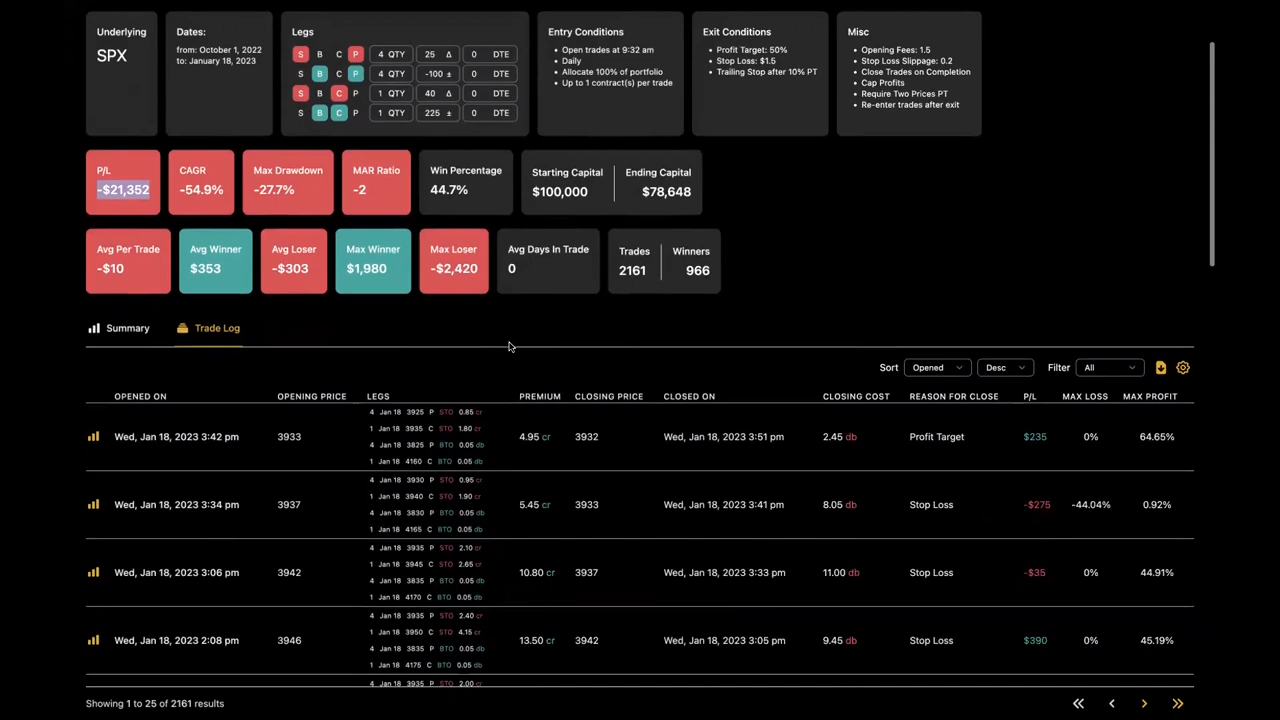 Underlying
SPX
Dates:
from: October 1, 2022
to: January 18, 2023
Legs
S B C P 4 QTY 25 Δ 0 DTE
S B C P 4 QTY -100 ± 0 DTE
S B C P 1 QTY 40 Δ 0 DTE
S B C P 1 QTY 225 ± 0 DTE
Entry Conditions
• Open trades at 9:32 am
• Daily
• Allocate 100% of portfolio
• Up to 1 contract(s) per trade
Exit Conditions
• Profit Target: 50%
• Stop Loss: $1.5
• Trailing Stop after 10% PT
Misc
• Opening Fees: 1.5
• Stop Loss Slippage: 0.2
• Close Trades on Completion
• Cap Profits
• Require Two Prices PT
• Re-enter trades after exit
P/L
-$21,352
CAGR
-54.9%
Max Drawdown
-27.7%
MAR Ratio
-2
Win Percentage
44.7%
Starting Capital
$100,000
Ending Capital
$78,648
Avg Per Trade
-$10
Avg Winner
$353
Avg Loser
-$303
Max Winner
$1,980
Max Loser
-$2,420
Avg Days In Trade
0
Trades
2161
Winners
966
Summary Trade Log
Sort Opened Desc Filter All
OPENED ON OPENING PRICE LEGS PREMIUM CLOSING PRICE CLOSED ON CLOSING COST REASON FOR CLOSE P/L MAX LOSS MAX PROFIT
4 Jan 18 3925 P STO 0.85 cr
1 Jan 18 3935 C STO 1.80 cr
4 Jan 18 3825 P BTO 0.05 db
1 Jan 18 4160 C BTO 0.05 db
Wed, Jan 18, 2023 3:42 pm 3933 4.95 cr 3932 Wed, Jan 18, 2023 3:51 pm 2.45 db Profit Target $235 0% 64.65%
4 Jan 18 3930 P STO 0.95 cr
1 Jan 18 3940 C STO 1.90 cr
4 Jan 18 3830 P BTO 0.05 db
1 Jan 18 4165 C BTO 0.05 db
Wed, Jan 18, 2023 3:34 pm 3937 5.45 cr 3933 Wed, Jan 18, 2023 3:41 pm 8.05 db Stop Loss -$275 -44.04% 0.92%
4 Jan 18 3935 P STO 2.10 cr
1 Jan 18 3945 C STO 2.65 cr
4 Jan 18 3835 P BTO 0.05 db
1 Jan 18 4170 C BTO 0.05 db
Wed, Jan 18, 2023 3:06 pm 3942 10.80 cr 3937 Wed, Jan 18, 2023 3:33 pm 11.00 db Stop Loss -$35 0% 44.91%
4 Jan 18 3935 P STO 2.40 cr
1 Jan 18 3950 C STO 4.15 cr
4 Jan 18 3835 P BTO 0.05 db
1 Jan 18 4175 C BTO 0.05 db
Wed, Jan 18, 2023 2:08 pm 3946 13.50 cr 3942 Wed, Jan 18, 2023 3:05 pm 9.45 db Stop Loss $390 0% 45.19%
4 Jan 18 3935 P STO 2.00 cr
Showing 1 to 25 of 2161 results